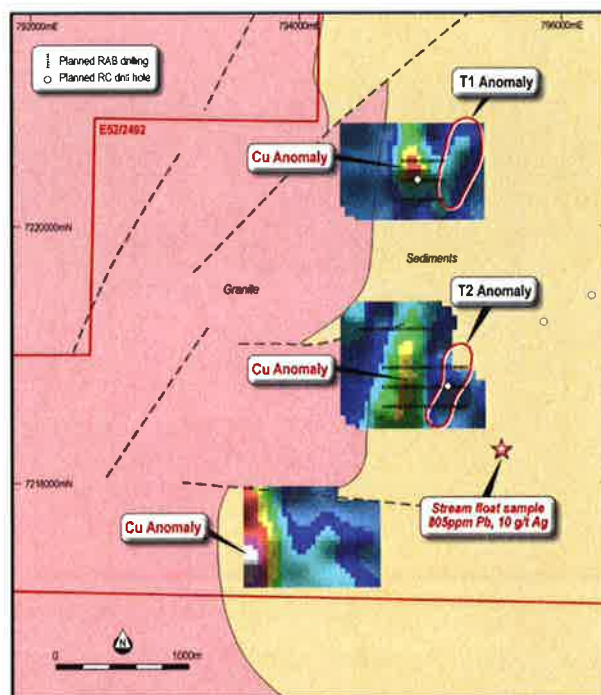 792000mE
794000mE
796000mE
Planned RAB drilling
Planned RC drill hole
E52/2492
T1 Anomaly
Cu Anomaly
7220000mN
Sediments
Granite
T2 Anomaly
Cu Anomaly
7218000mN
Stream float sample
805ppm Pb, 10 g/t Ag
Cu Anomaly
N
0
1000m